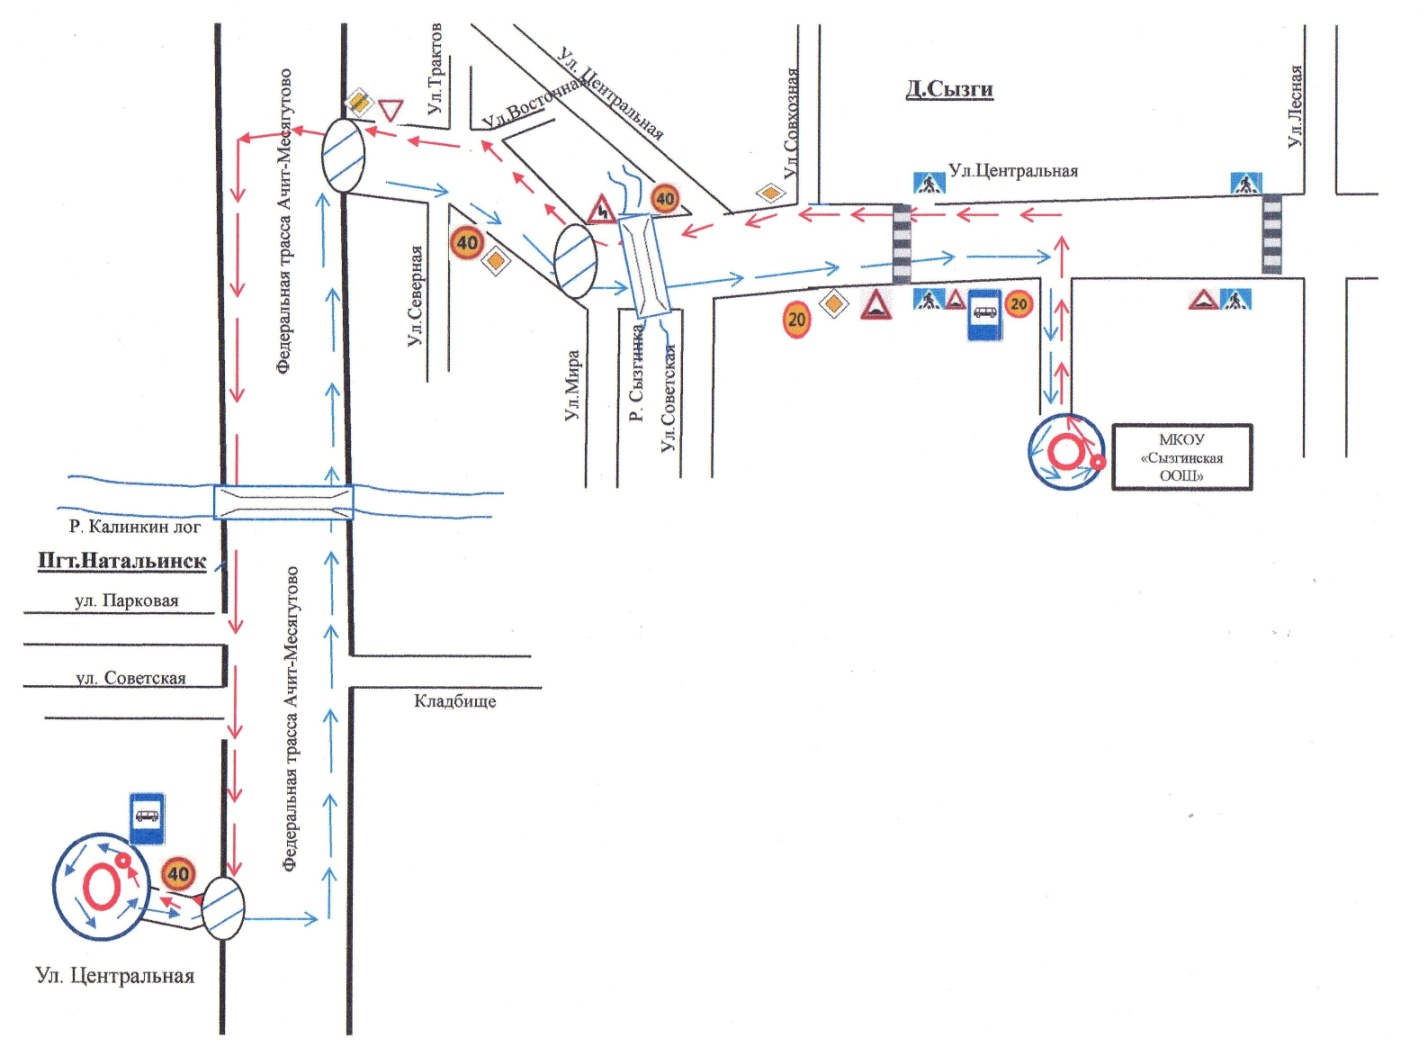 Федеральная трасса Ачит-Месягутово
Ул.Трактов
Ул.Восточная
Ул. Центральная
Ул.Совхозная
Д.Сызги
Ул.Лесная
Ул.Центральная
40
40
Ул.Северная
Ул.Мира
Р. Сызгинка
Ул.Советская
20
20
МКОУ
«Сызгинская
ООШ»
Р. Калинкин лог
Пгт.Натальинск
ул. Парковая
ул. Советская
Федеральная трасса Ачит-Месягутово
Кладбище
40
Ул. Центральная